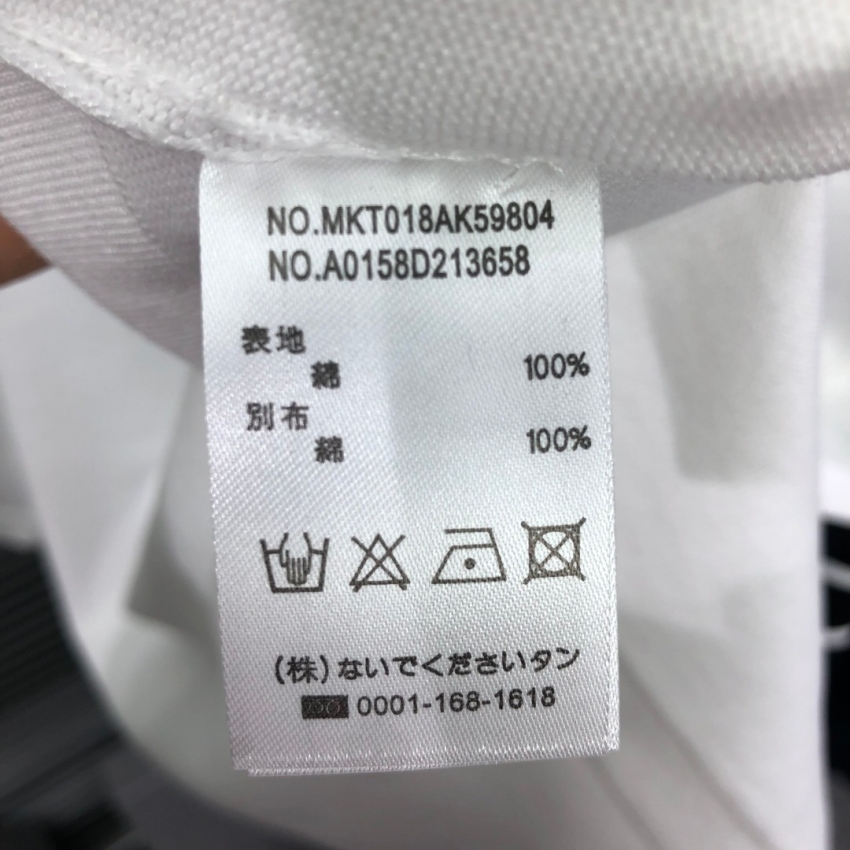 NO.MKT018AK59804
NO.A0158D213658
表地
綿 100%
別布
綿 100%
(株)ないでくださいタン
0001-168-1618